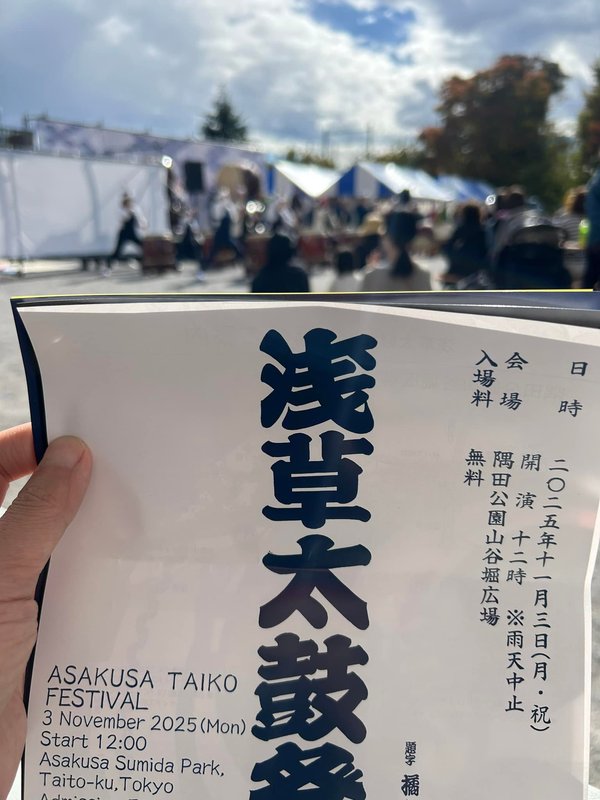 日時
二〇二五年十一月三日(月・祝)
開演 十二時 ※雨天中止
会場
隅田公園山谷堀広場
入場料
無料
浅草太鼓祭
題字 橘
ASAKUSA TAIKO
FESTIVAL
3 November 2025(Mon)
Start 12:00
Asakusa Sumida Park,
Taito-ku,Tokyo